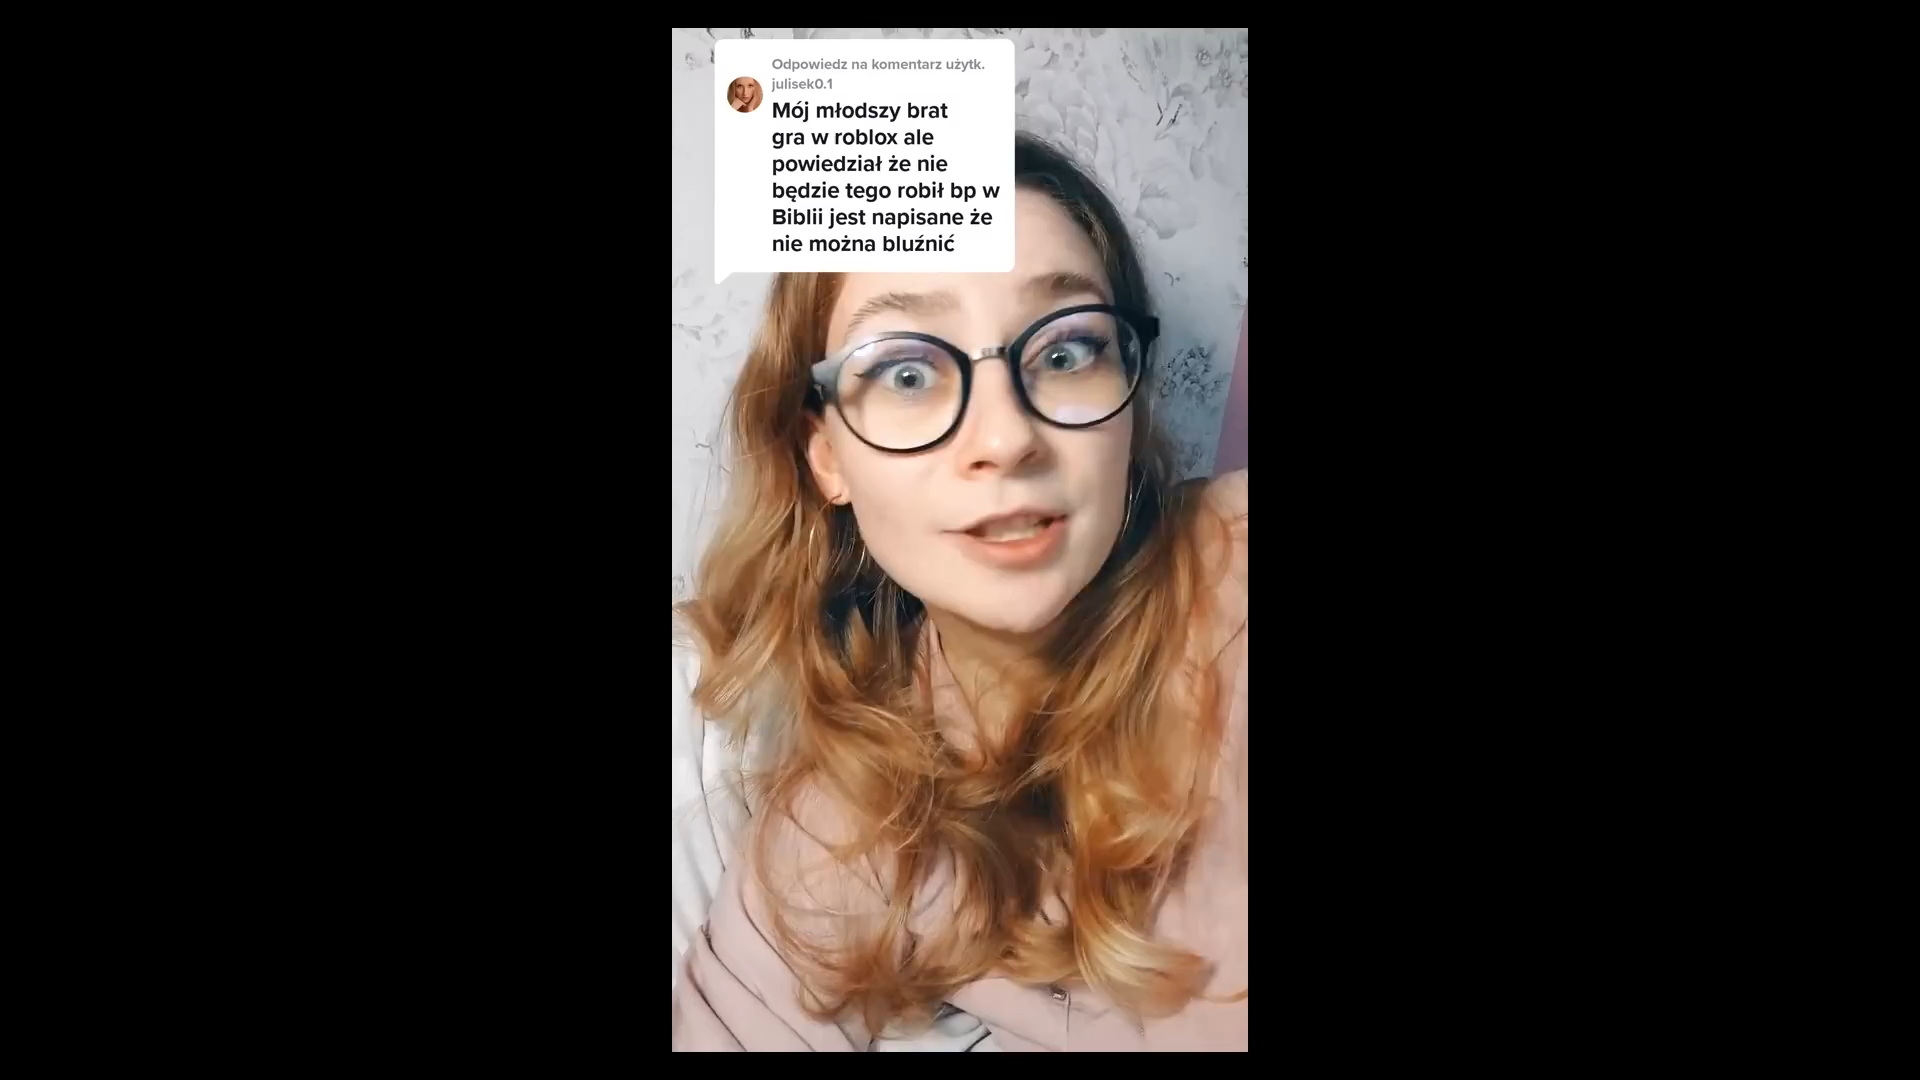 Odpowiedz na komentarz użytk.
julisek0.1
Mój młodszy brat
gra w roblox ale
powiedział że nie
będzie tego robił bp w
Biblii jest napisane że
nie można bluźnić